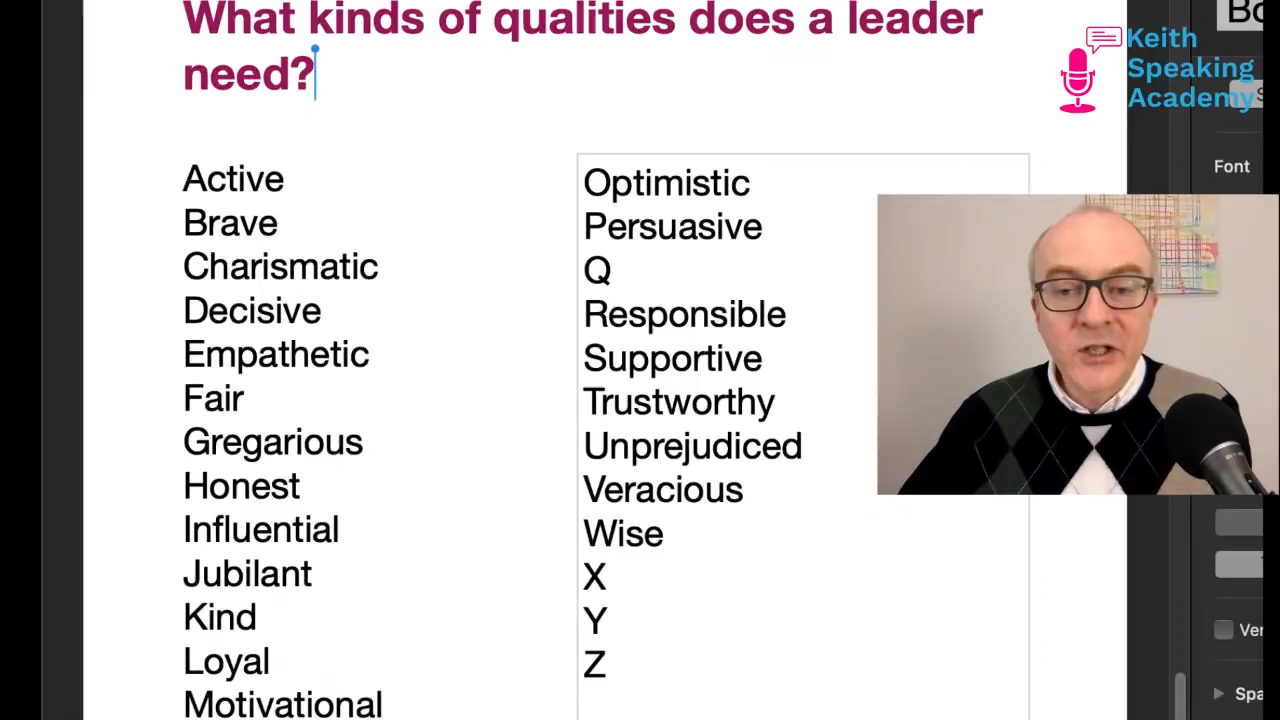 What kinds of qualities does a leader
need?
Keith
Speaking
Academy
Active
Brave
Charismatic
Decisive
Empathetic
Fair
Gregarious
Honest
Influential
Jubilant
Kind
Loyal
Motivational
Optimistic
Persuasive
Q
Responsible
Supportive
Trustworthy
Unprejudiced
Veracious
Wise
X
Y
Z
Font